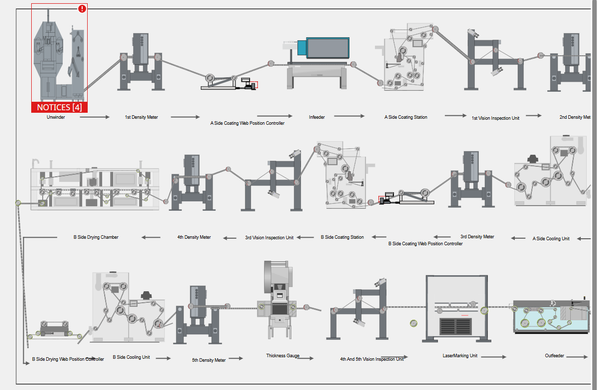 !
NOTICES [4]
Unwinder
1st Density Meter
A Side Coating Web Position Controller
Infeeder
A Side Coating Station
1st Vision Inspection Unit
2nd Density Met
B Side Drying Chamber
4th Density Meter
3rd Vision Inspection Unit
B Side Coating Station
B Side Coating Web Position Controller
3rd Density Meter
A Side Cooling Unit
B Side Drying Web Position Controller
B Side Cooling Unit
5th Density Meter
Thickness Gauge
4th And 5th Vision Inspection Unit
LaserMarking Unit
Outfeeder